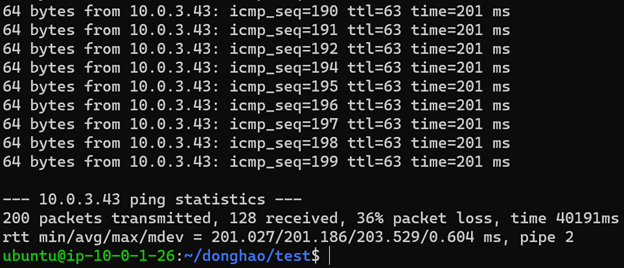 64 bytes from 10.0.3.43: icmp_seq=190 ttl=63 time=201 ms
64 bytes from 10.0.3.43: icmp_seq=191 ttl=63 time=201 ms
64 bytes from 10.0.3.43: icmp_seq=192 ttl=63 time=201 ms
64 bytes from 10.0.3.43: icmp_seq=194 ttl=63 time=201 ms
64 bytes from 10.0.3.43: icmp_seq=195 ttl=63 time=201 ms
64 bytes from 10.0.3.43: icmp_seq=196 ttl=63 time=201 ms
64 bytes from 10.0.3.43: icmp_seq=197 ttl=63 time=201 ms
64 bytes from 10.0.3.43: icmp_seq=198 ttl=63 time=201 ms
64 bytes from 10.0.3.43: icmp_seq=199 ttl=63 time=201 ms
--- 10.0.3.43 ping statistics ---
200 packets transmitted, 128 received, 36% packet loss, time 40191ms
rtt min/avg/max/mdev = 201.027/201.186/203.529/0.604 ms, pipe 2
ubuntu@ip-10-0-1-26:~/donghao/test$